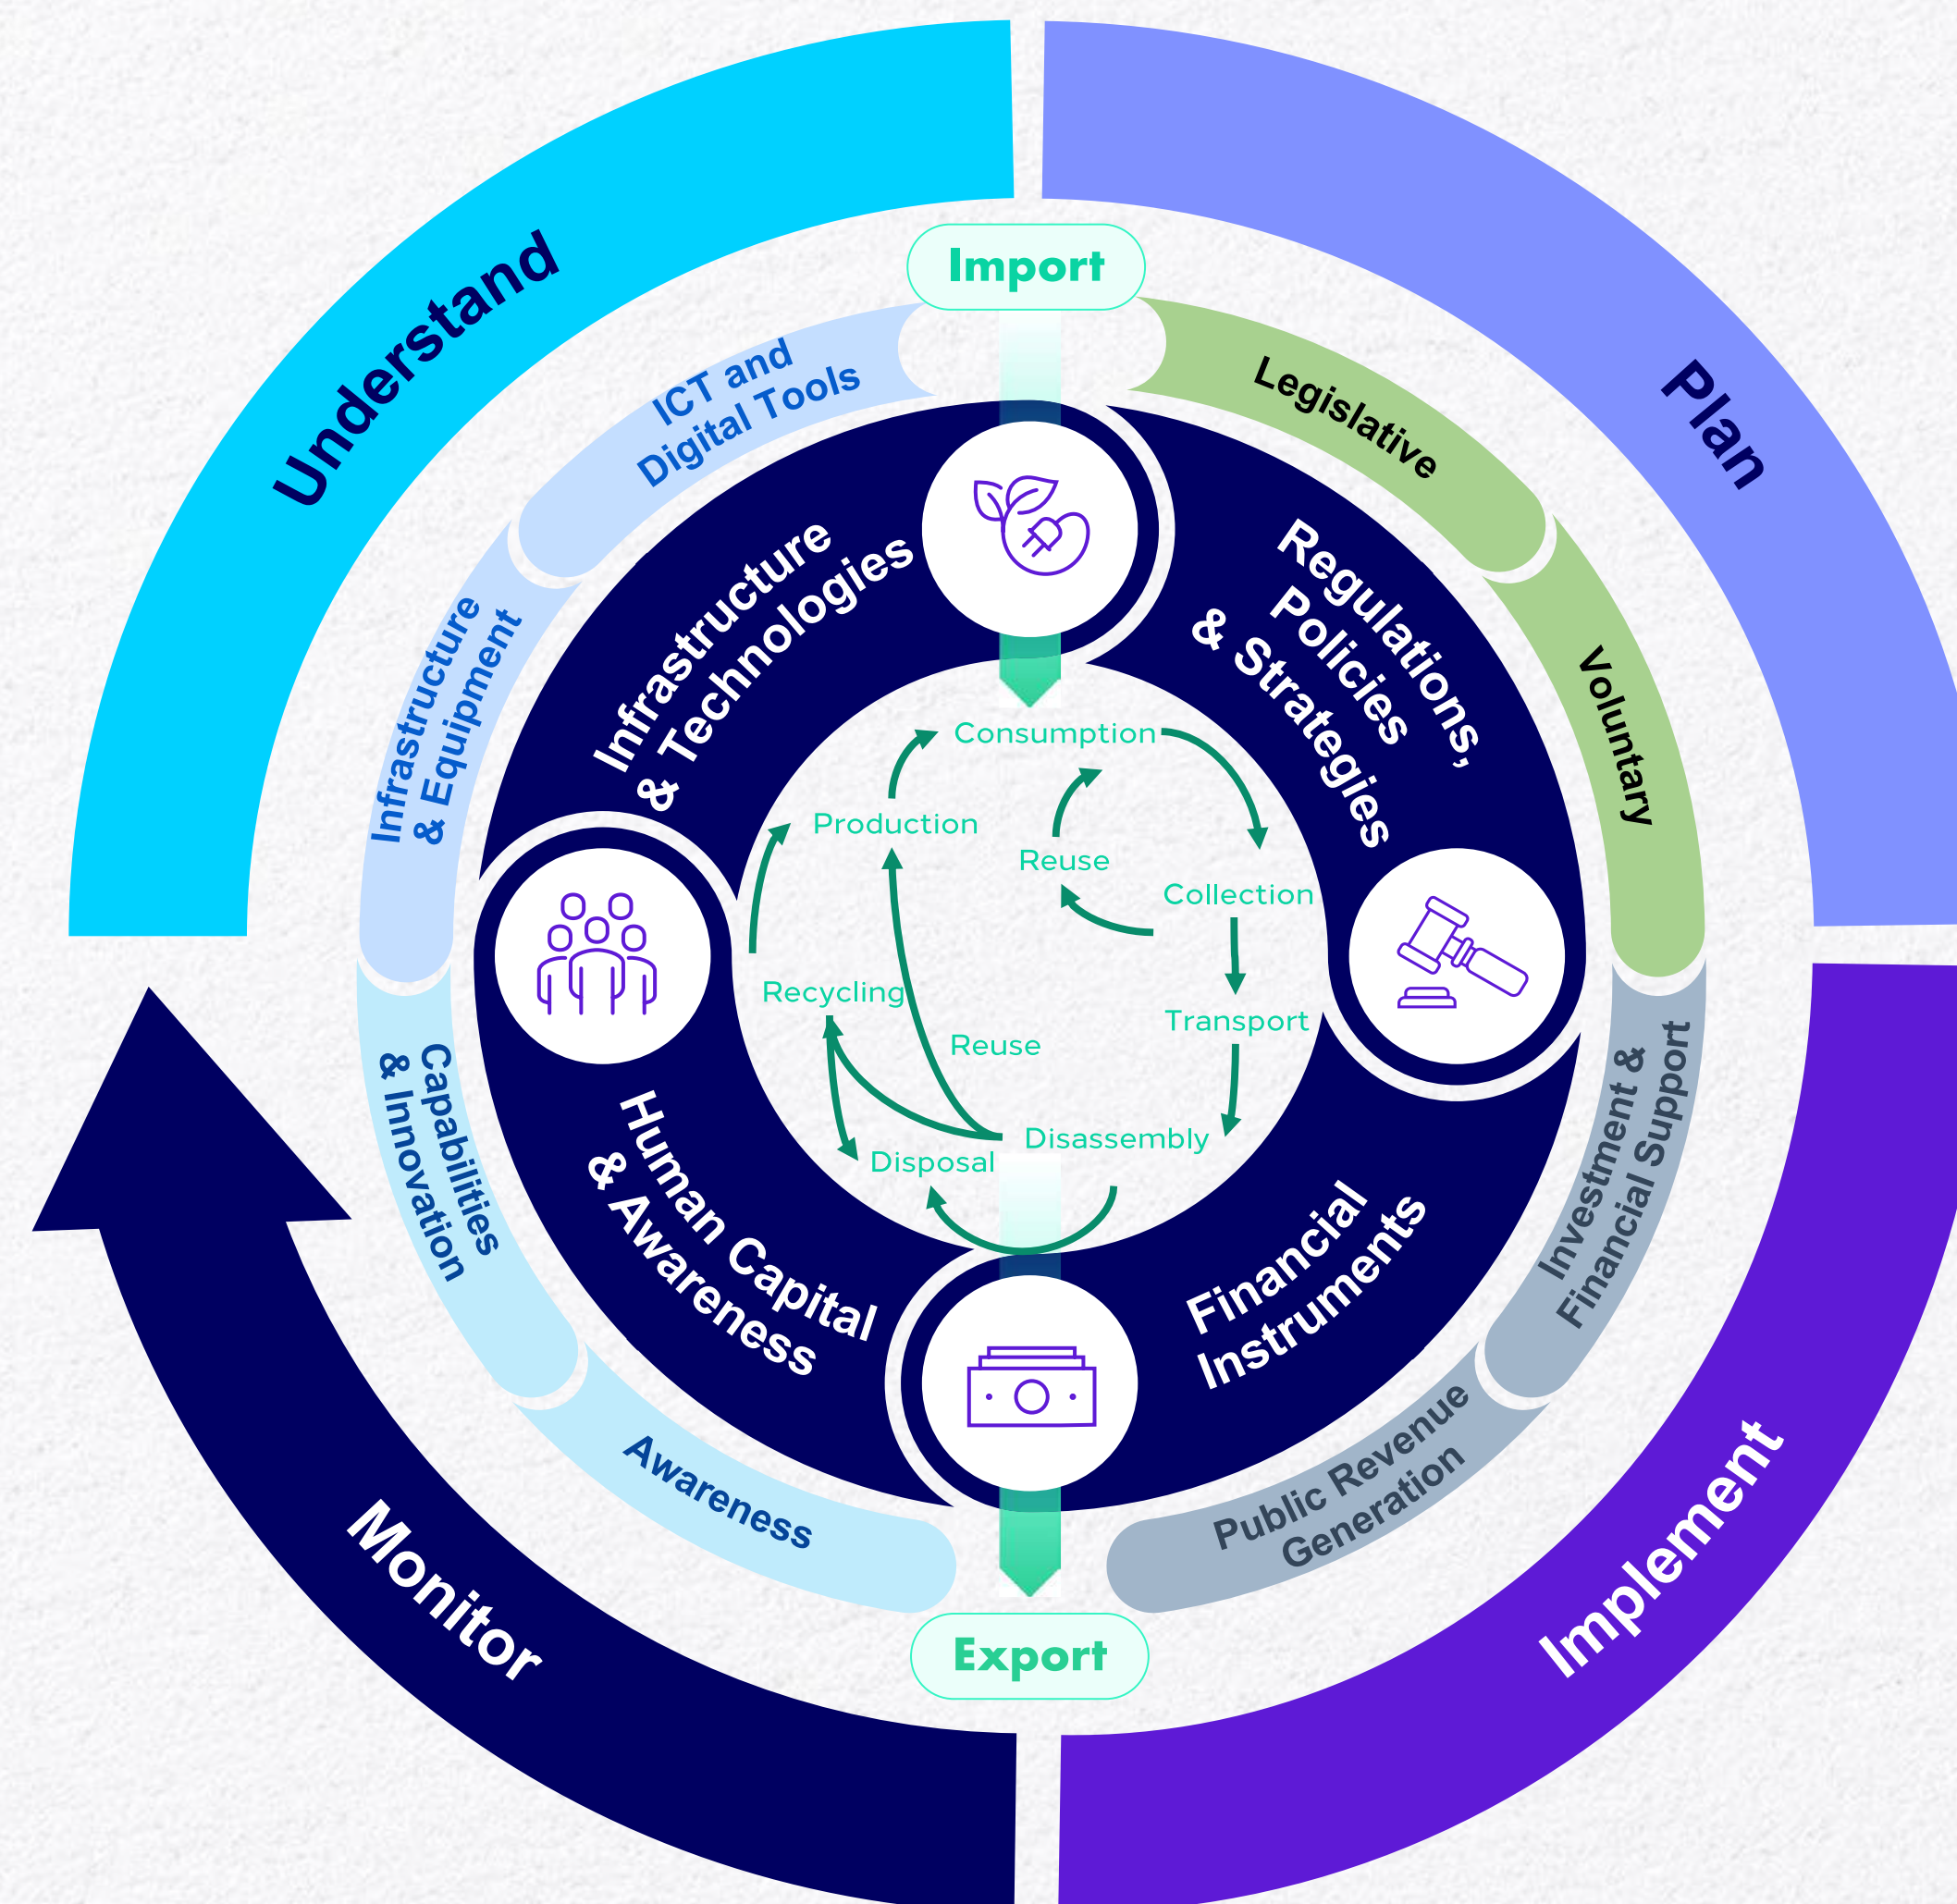 Understand
Plan
Import
ICT and
Digital Tools
Legislative
Infrastructure
& Equipment
Voluntary
Infrastructure
& Technologies
Regulations,
Policies
& Strategies
Consumption
Production
Reuse
Collection
Recycling
Transport
Reuse
Disassembly
Disposal
Capabilities
& Innovation
Investment &
Financial Support
Human Capital
& Awareness
Financial
Instruments
Awareness
Public Revenue
Generation
Export
Monitor
Implement